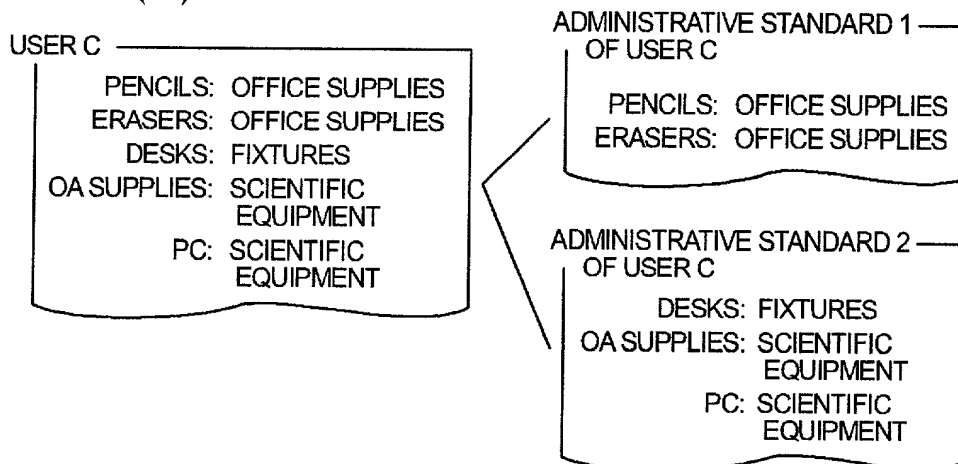 USER C
PENCILS: OFFICE SUPPLIES
ERASERS: OFFICE SUPPLIES
DESKS: FIXTURES
OA SUPPLIES: SCIENTIFIC
EQUIPMENT
PC: SCIENTIFIC
EQUIPMENT
ADMINISTRATIVE STANDARD 1
OF USER C
PENCILS: OFFICE SUPPLIES
ERASERS: OFFICE SUPPLIES
ADMINISTRATIVE STANDARD 2
OF USER C
DESKS: FIXTURES
OA SUPPLIES: SCIENTIFIC
EQUIPMENT
PC: SCIENTIFIC
EQUIPMENT